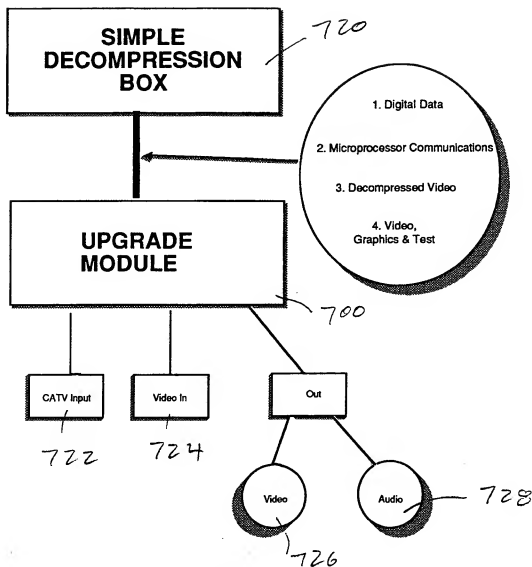 SIMPLE
DECOMPRESSION
BOX
720
1. Digital Data
2. Microprocessor Communications
3. Decompressed Video
4. Video,
Graphics & Test
UPGRADE
MODULE
700
CATV Input
Video In
Out
722
724
Video
Audio
728
726